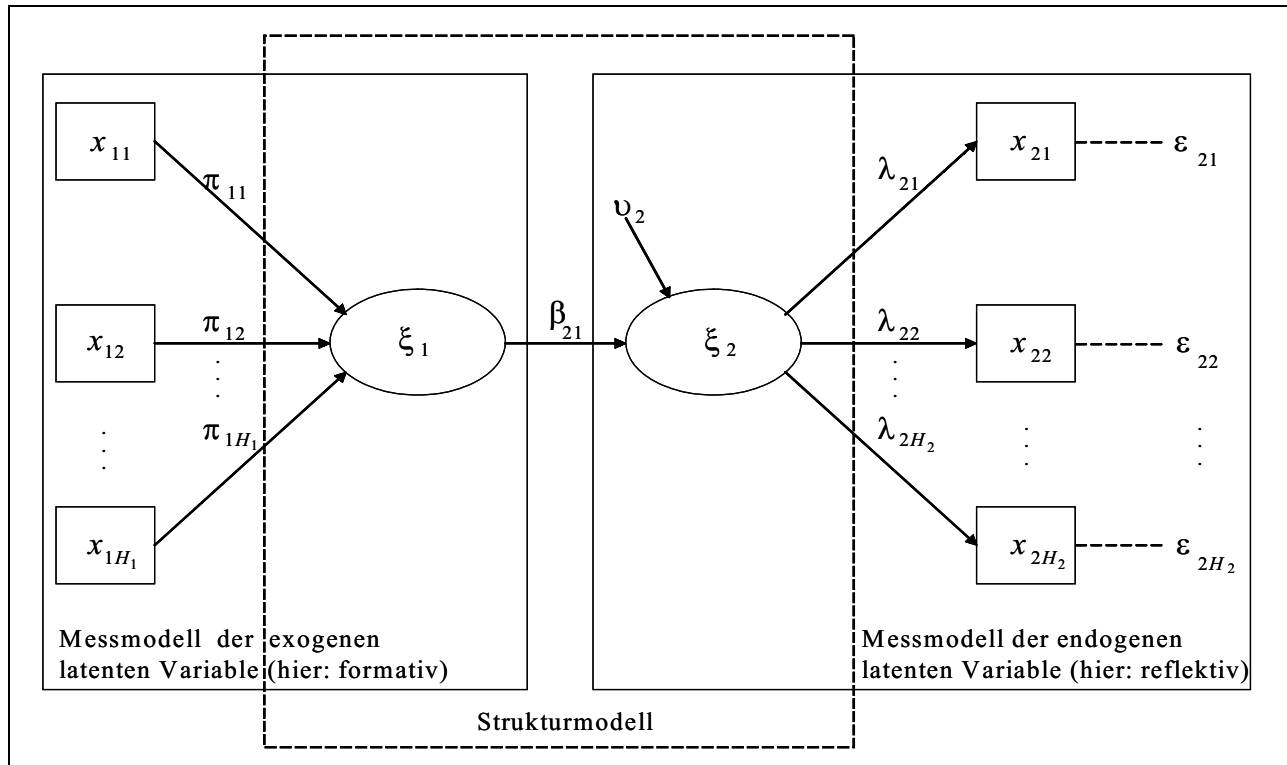 x₁₁
π₁₁
x₁₂
π₁₂
⋮
⋮
π₁H₁
x₁H₁
ξ₁
β₂₁
υ₂
ξ₂
λ₂₁
x₂₁
ε₂₁
λ₂₂
x₂₂
ε₂₂
⋮
λ₂H₂
⋮
⋮
x₂H₂
ε₂H₂
Messmodell der exogenen
latenten Variable (hier: formativ)
Messmodell der endogenen
latenten Variable (hier: reflektiv)
Strukturmodell